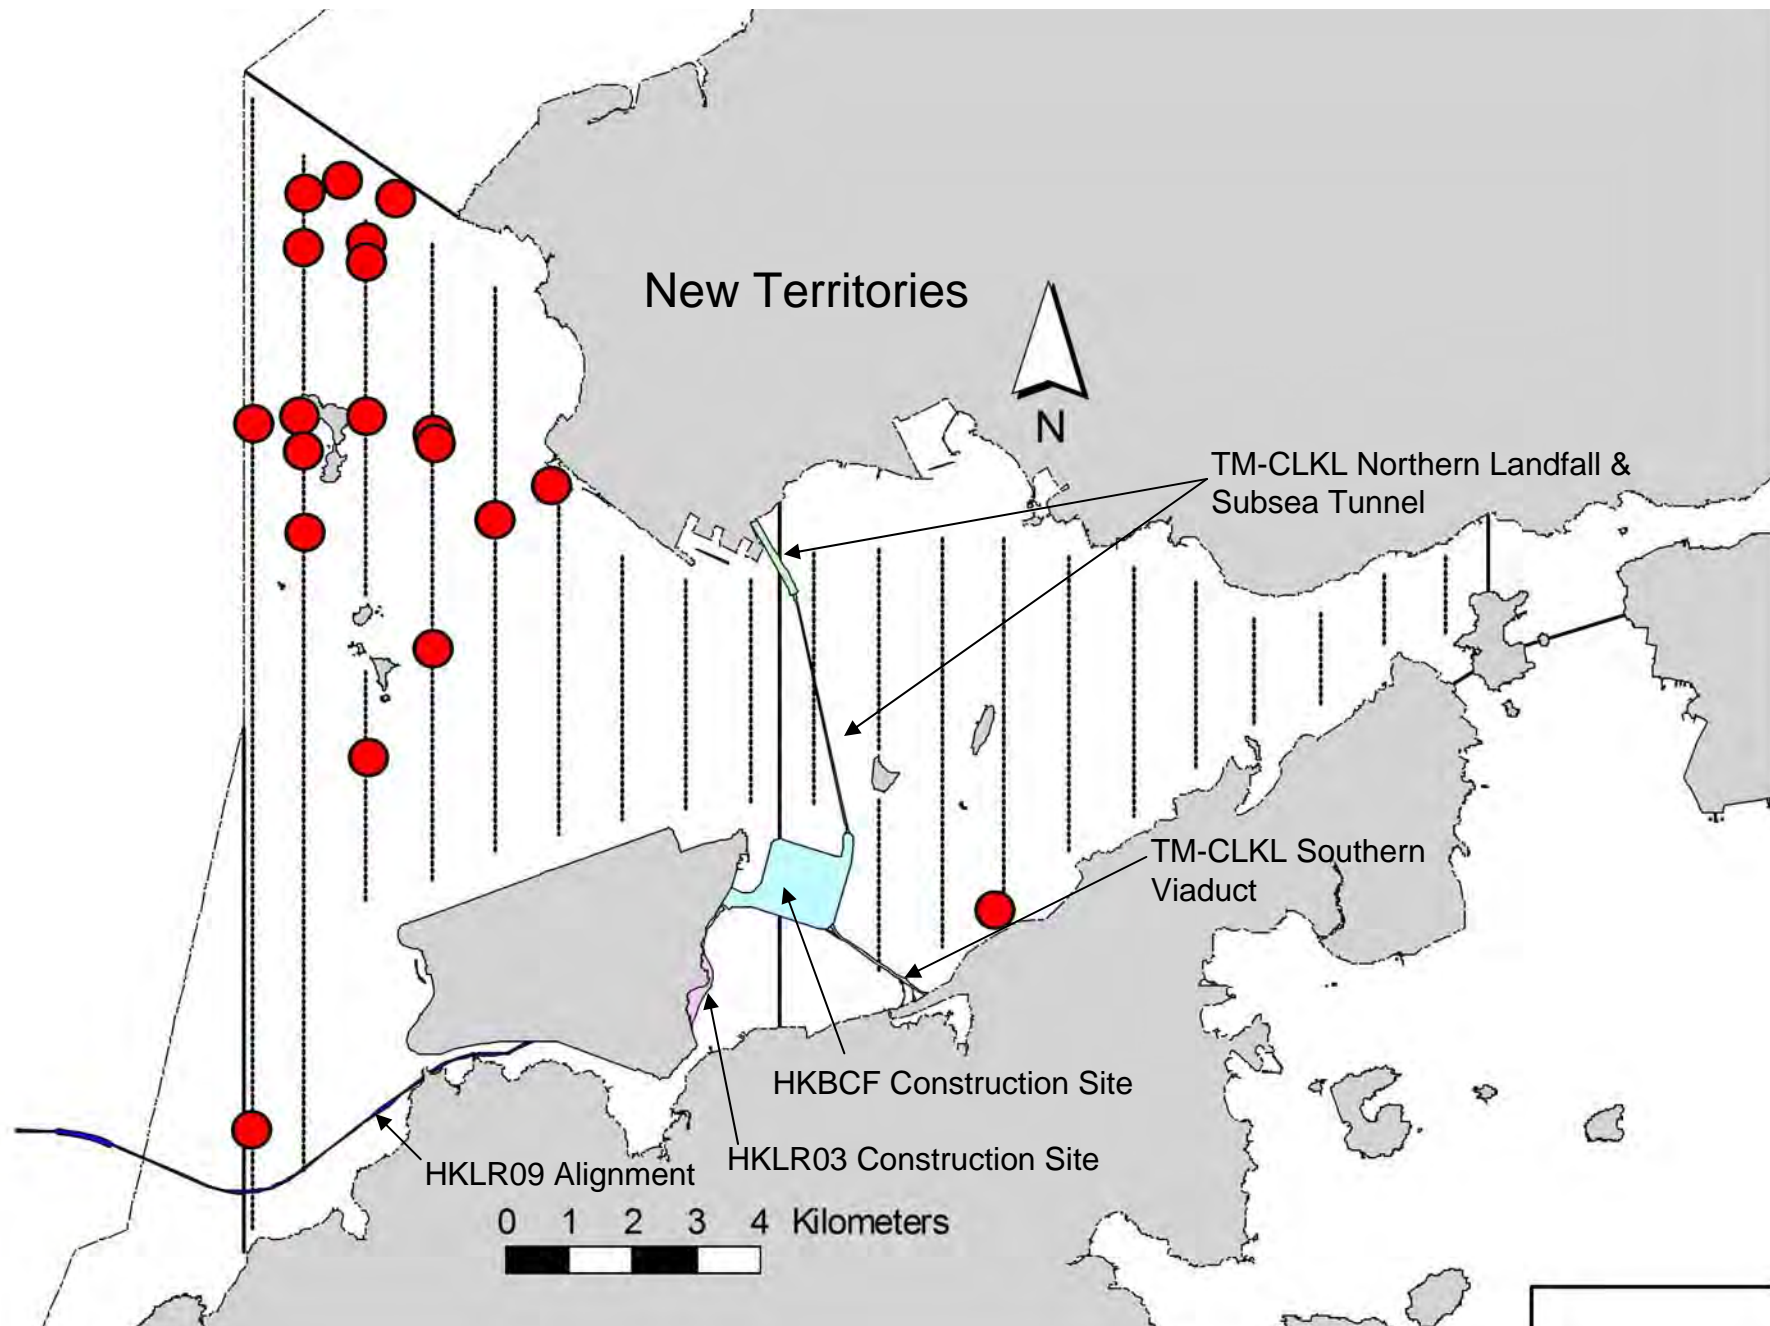 New Territories
N
TM-CLKL Northern Landfall &
Subsea Tunnel
TM-CLKL Southern
Viaduct
HKBCF Construction Site
HKLR03 Construction Site
HKLR09 Alignment
0 1 2 3 4 Kilometers